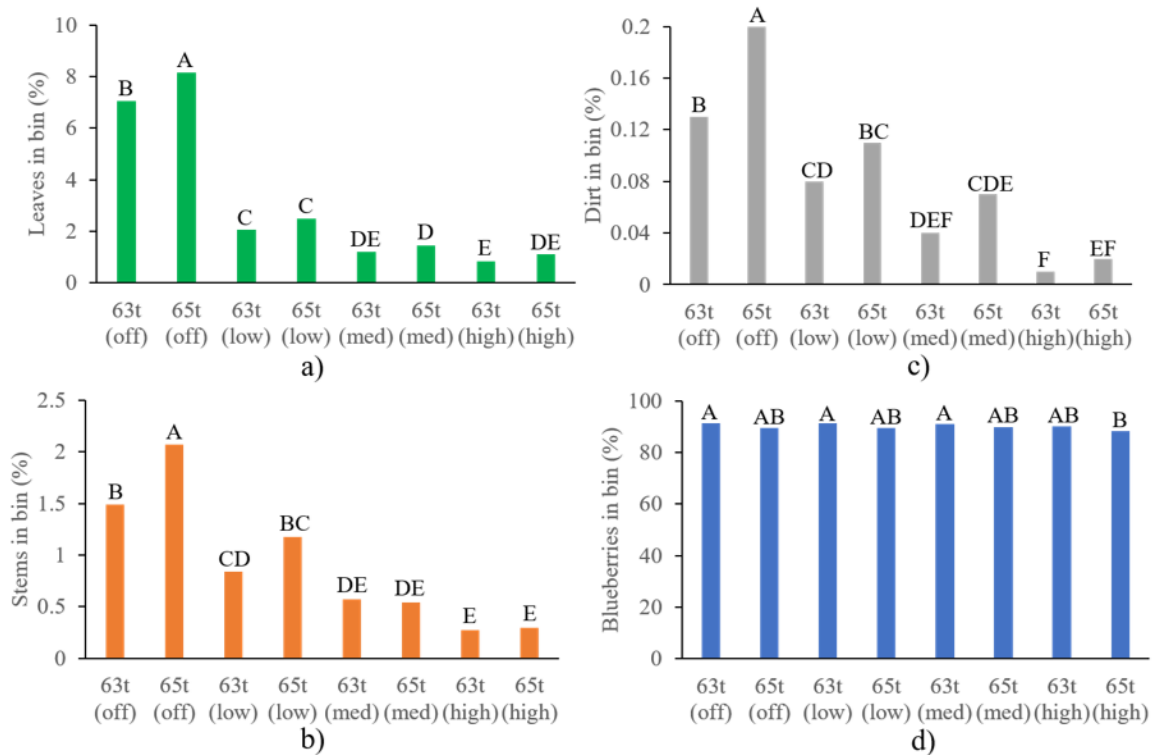 Leaves in bin (%)
10
8
6
4
2
0
B
A
C
C
DE
D
E
DE
63t 65t 63t 65t 63t 65t 63t 65t
(off) (off) (low) (low) (med) (med) (high) (high)
a)
Dirt in bin (%)
0.2
0.16
0.12
0.08
0.04
0
B
A
CD
BC
DEF
CDE
F
EF
63t 65t 63t 65t 63t 65t 63t 65t
(off) (off) (low) (low) (med) (med) (high) (high)
c)
Stems in bin (%)
2.5
2
1.5
1
0.5
0
B
A
CD
BC
DE
DE
E
E
63t 65t 63t 65t 63t 65t 63t 65t
(off) (off) (low) (low) (med) (med) (high) (high)
b)
Blueberries in bin (%)
100
80
60
40
20
0
A
AB
A
AB
A
AB
AB
B
63t 65t 63t 65t 63t 65t 63t 65t
(off) (off) (low) (low) (med) (med) (high) (high)
d)